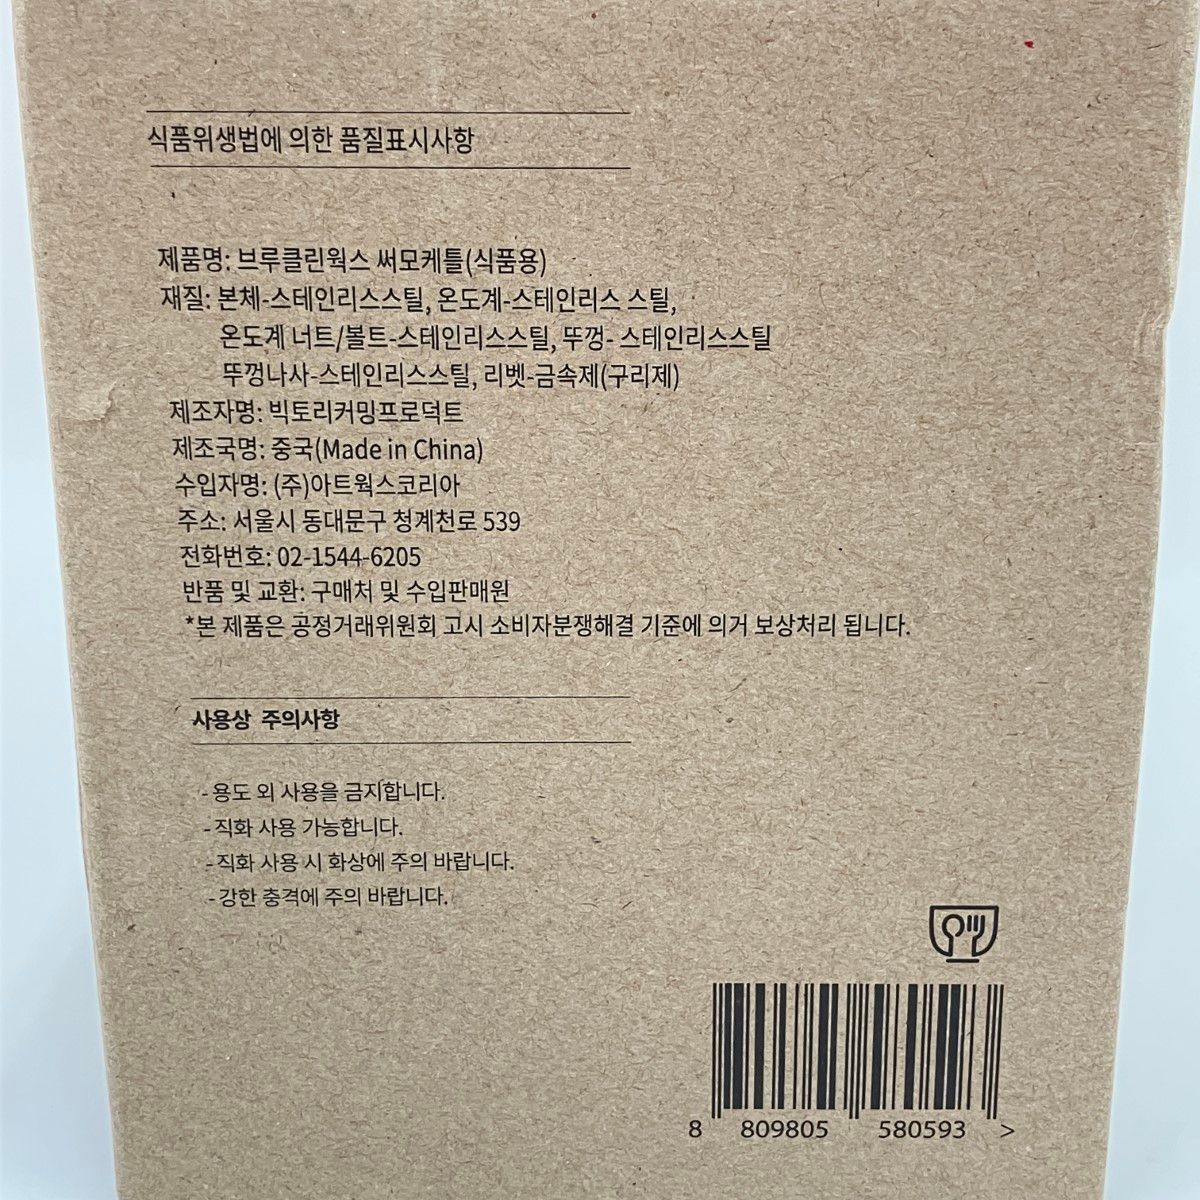 식품위생법에 의한 품질표시사항
제품명: 브루클린웍스 써모케틀(식품용)
재질: 본체-스테인리스스틸, 온도계-스테인리스 스틸,
온도계 너트/볼트-스테인리스스틸, 뚜껑- 스테인리스스틸
뚜껑나사-스테인리스스틸, 리벳-금속제(구리제)
제조자명: 빅토리커밍프로덕트
제조국명: 중국(Made in China)
수입자명: (주)아트웍스코리아
주소: 서울시 동대문구 청계천로 539
전화번호: 02-1544-6205
반품 및 교환: 구매처 및 수입판매원
*본 제품은 공정거래위원회 고시 소비자분쟁해결 기준에 의거 보상처리 됩니다.
사용상 주의사항
- 용도 외 사용을 금지합니다.
- 직화 사용 가능합니다.
- 직화 사용 시 화상에 주의 바랍니다.
- 강한 충격에 주의 바랍니다.
8 809805 580593 >